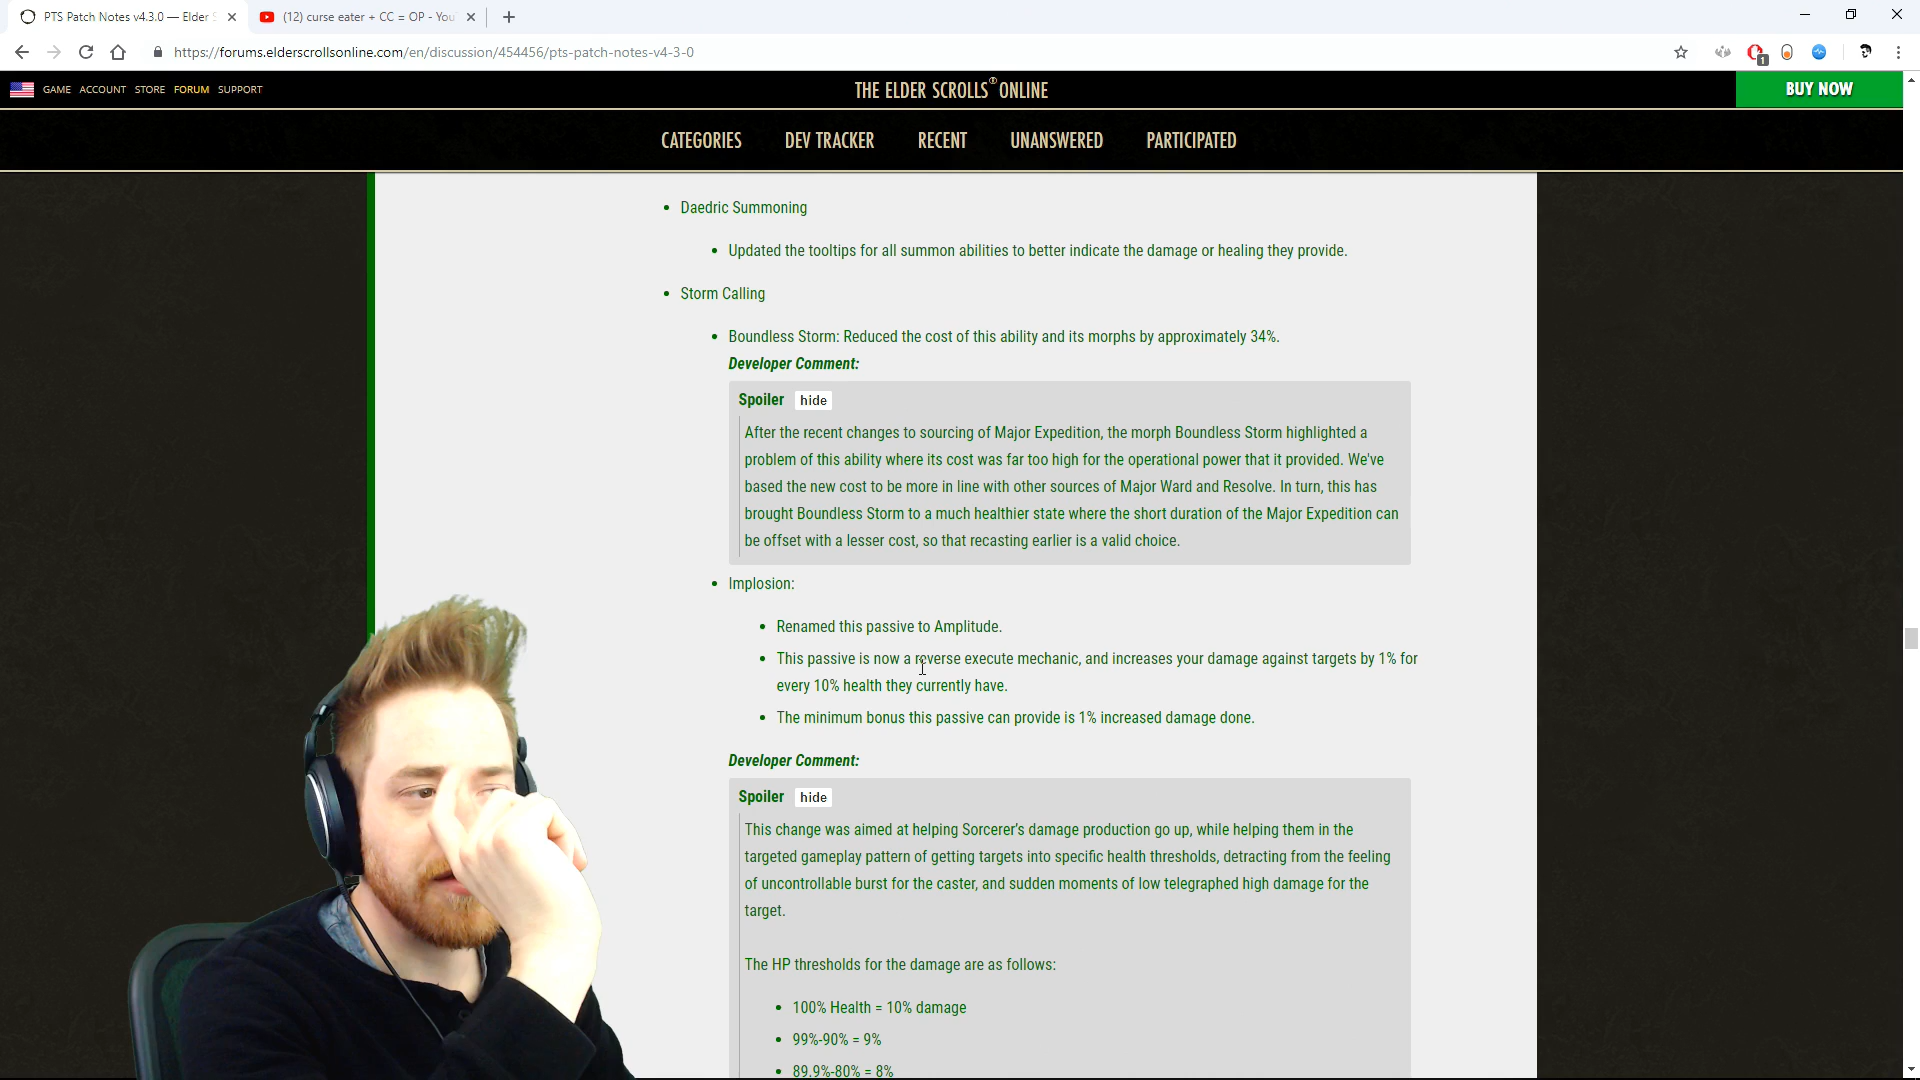 PTS Patch Notes v4.3.0 — Elder S
(12) curse eater + CC = OP - You
https://forums.elderscrollsonline.com/en/discussion/454456/pts-patch-notes-v4-3-0
1
GAME ACCOUNT STORE FORUM SUPPORT
THE ELDER SCROLLS ONLINE
BUY NOW
CATEGORIES DEV TRACKER RECENT UNANSWERED PARTICIPATED
Daedric Summoning
Updated the tooltips for all summon abilities to better indicate the damage or healing they provide.
Storm Calling
Boundless Storm: Reduced the cost of this ability and its morphs by approximately 34%.
Developer Comment:
Spoiler hide
After the recent changes to sourcing of Major Expedition, the morph Boundless Storm highlighted a
problem of this ability where its cost was far too high for the operational power that it provided. We've
based the new cost to be more in line with other sources of Major Ward and Resolve. In turn, this has
brought Boundless Storm to a much healthier state where the short duration of the Major Expedition can
be offset with a lesser cost, so that recasting earlier is a valid choice.
Implosion:
Renamed this passive to Amplitude.
This passive is now a reverse execute mechanic, and increases your damage against targets by 1% for
every 10% health they currently have.
The minimum bonus this passive can provide is 1% increased damage done.
Developer Comment:
Spoiler hide
This change was aimed at helping Sorcerer's damage production go up, while helping them in the
targeted gameplay pattern of getting targets into specific health thresholds, detracting from the feeling
of uncontrollable burst for the caster, and sudden moments of low telegraphed high damage for the
target.
The HP thresholds for the damage are as follows:
100% Health = 10% damage
99%-90% = 9%
89.9%-80% = 8%